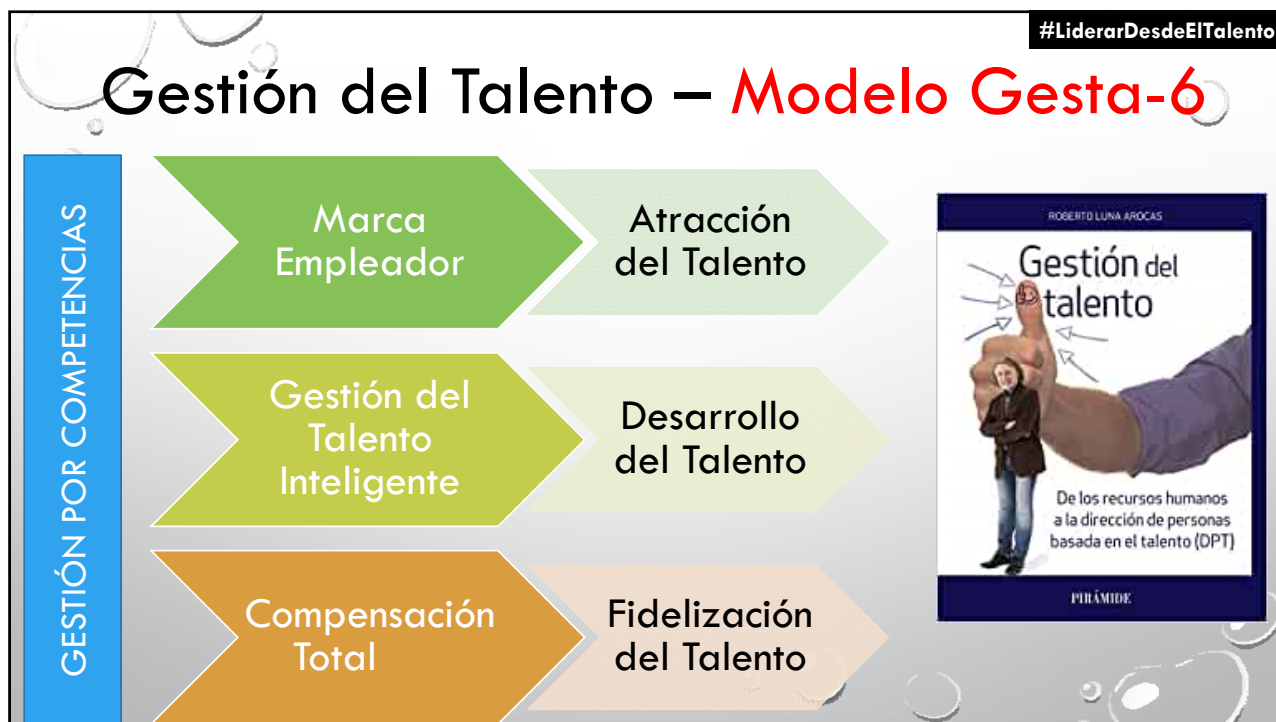 #LiderarDesdeElTalento
Gestión del Talento – Modelo Gesta-6
GESTIÓN POR COMPETENCIAS
Marca
Empleador
Atracción
del Talento
Gestión del
Talento
Inteligente
Desarrollo
del Talento
Compensación
Total
Fidelización
del Talento
ROBERTO LUNA AROCAS
Gestión del
talento
De los recursos humanos
a la dirección de personas
basada en el talento (DPT)
PIRÁMIDE